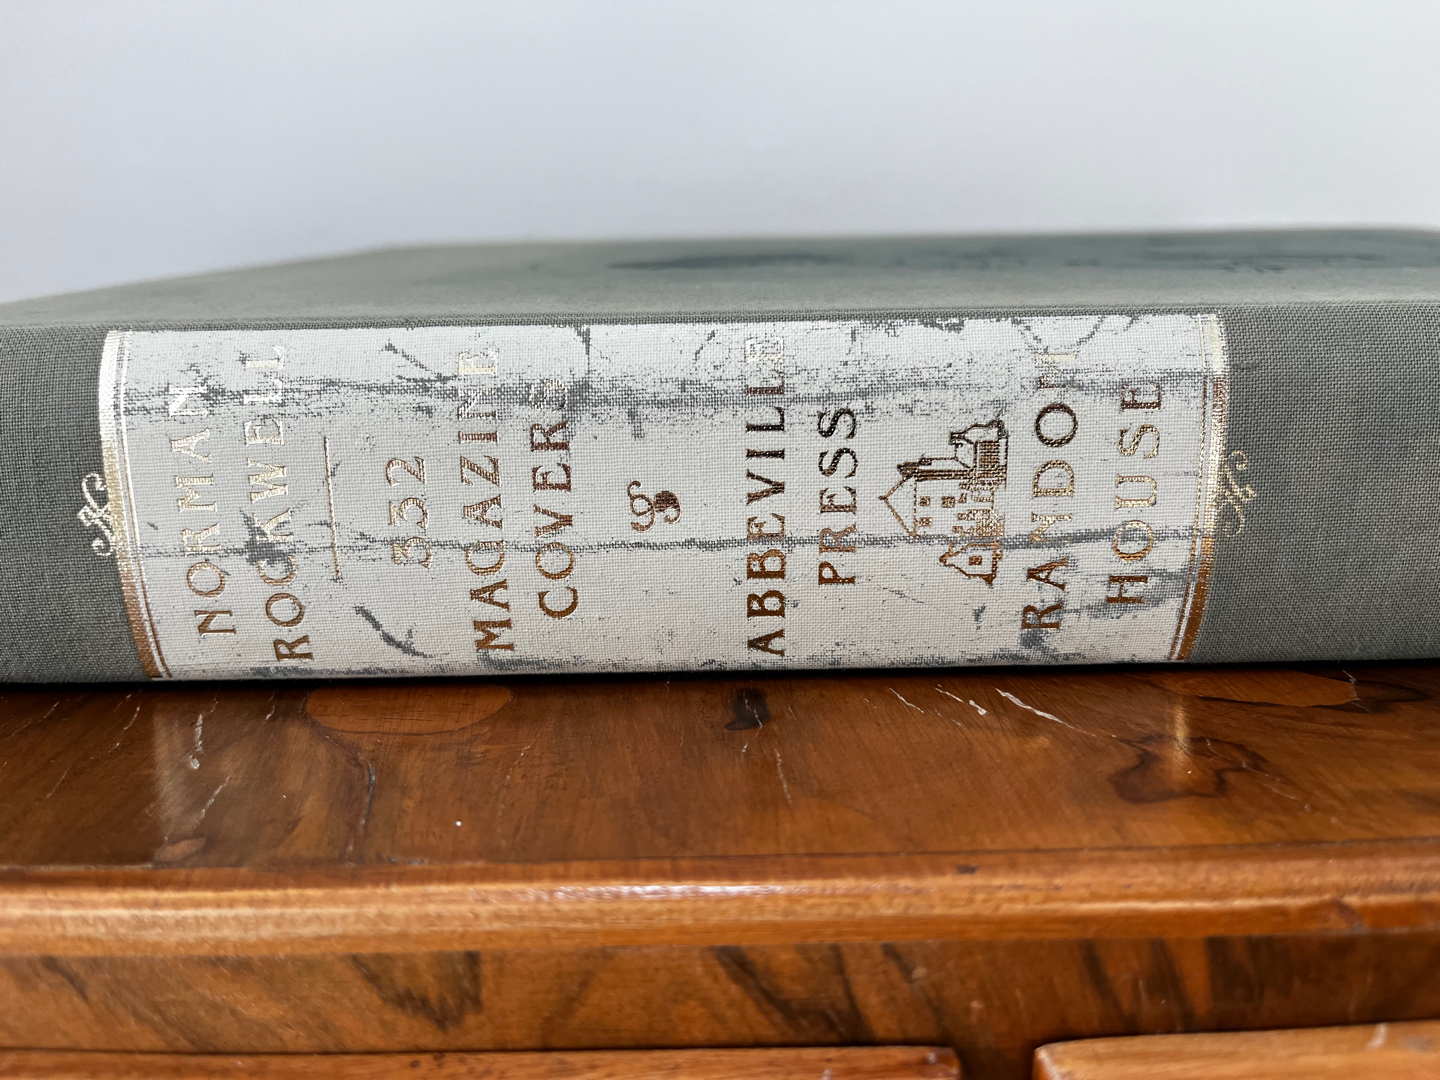 NORMAN
ROCKWELL
332
MAGAZINE
COVERS
ABBEVILLE
PRESS
RANDOM
HOUSE